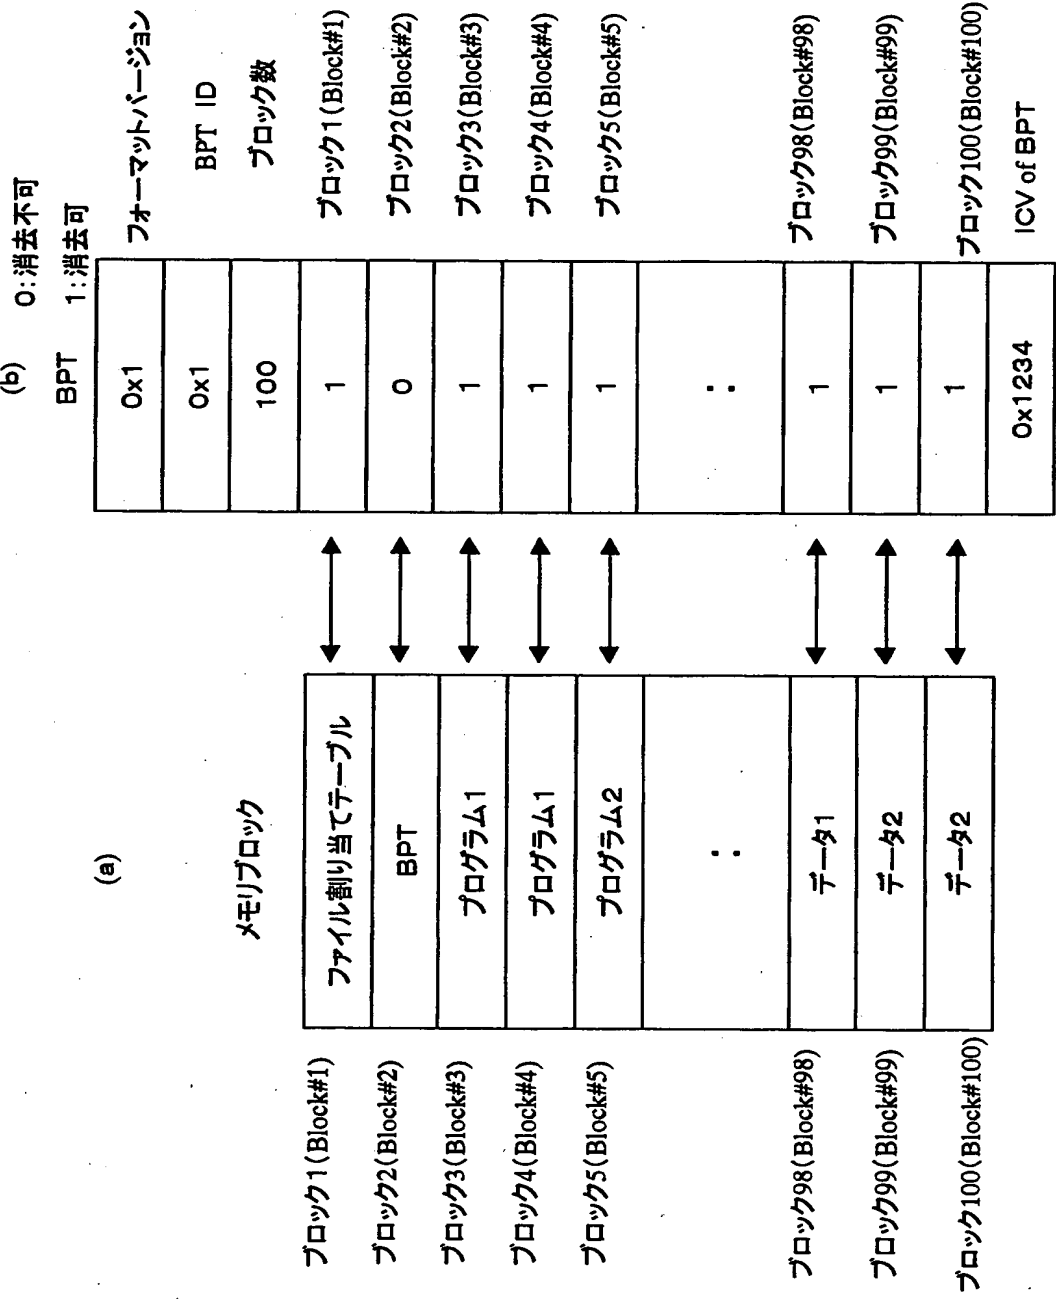 (a)
メモリブロック
ブロック1(Block#1) ファイル割り当てテーブル
ブロック2(Block#2) BPT
ブロック3(Block#3) プログラム1
ブロック4(Block#4) プログラム1
ブロック5(Block#5) プログラム2
:
ブロック98(Block#98) データ1
ブロック99(Block#99) データ2
ブロック100(Block#100) データ2
(b)
0:消去不可
BPT 1:消去可
0x1 フォーマットバージョン
0x1 BPT ID
100 ブロック数
1 ブロック1(Block#1)
0 ブロック2(Block#2)
1 ブロック3(Block#3)
1 ブロック4(Block#4)
1 ブロック5(Block#5)
:
1 ブロック98(Block#98)
1 ブロック99(Block#99)
1 ブロック100(Block#100)
0x1234 ICV of BPT